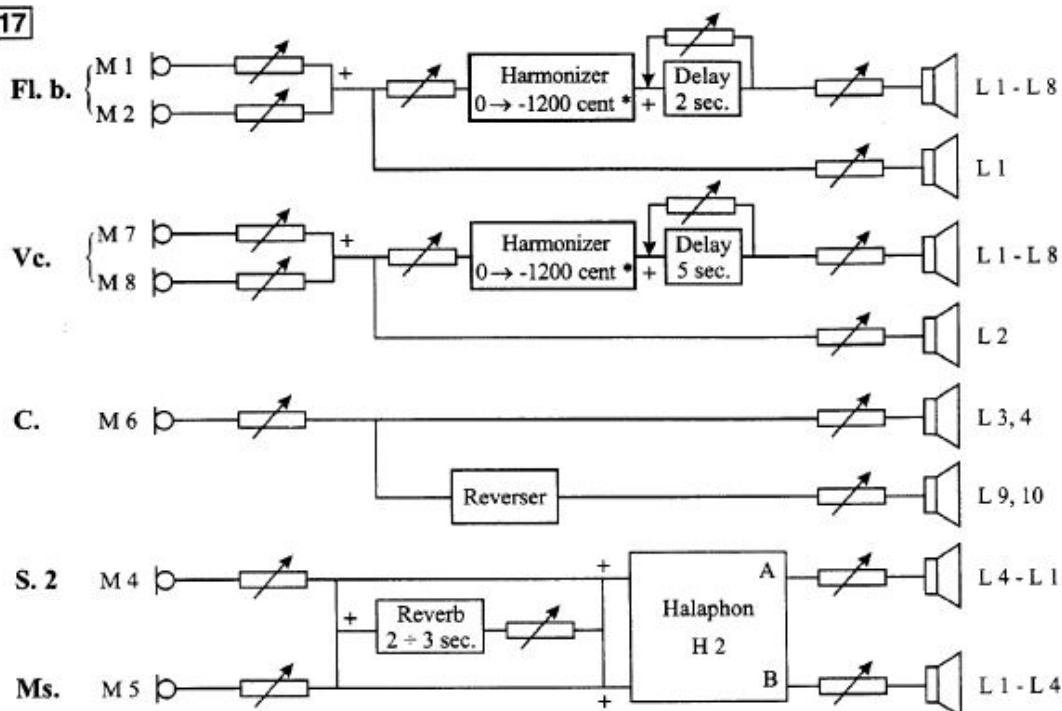 17
Fl. b.
M 1
M 2
+
Harmonizer
0 → -1200 cent *
+
Delay
2 sec.
L 1 - L 8
L 1
Vc.
M 7
M 8
+
Harmonizer
0 → -1200 cent *
+
Delay
5 sec.
L 1 - L 8
L 2
C.
M 6
L 3, 4
Reverser
L 9, 10
S. 2
M 4
+
Reverb
2 ÷ 3 sec.
+
Halaphon
H 2
A
L 4 - L 1
Ms.
M 5
+
B
L 1 - L 4